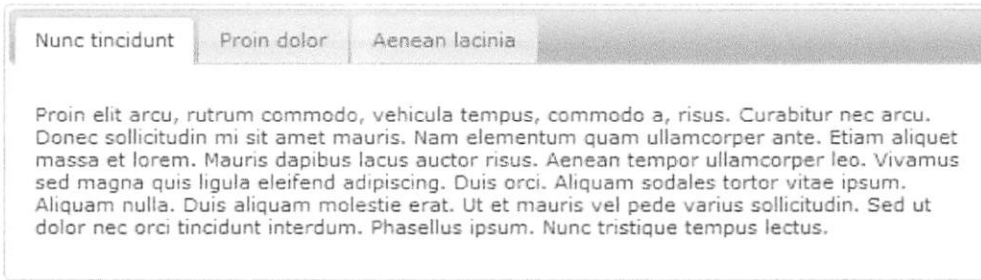 Nunc tincidunt Proin dolor Aenean lacinia
Proin elit arcu, rutrum commodo, vehicula tempus, commodo a, risus. Curabitur nec arcu.
Donec sollicitudin mi sit amet mauris. Nam elementum quam ullamcorper ante. Etiam aliquet
massa et lorem. Mauris dapibus lacus auctor risus. Aenean tempor ullamcorper leo. Vivamus
sed magna quis ligula eleifend adipiscing. Duis orci. Aliquam sodales tortor vitae ipsum.
Aliquam nulla. Duis aliquam molestie erat. Ut et mauris vel pede varius sollicitudin. Sed ut
dolor nec orci tincidunt interdum. Phasellus ipsum. Nunc tristique tempus lectus.